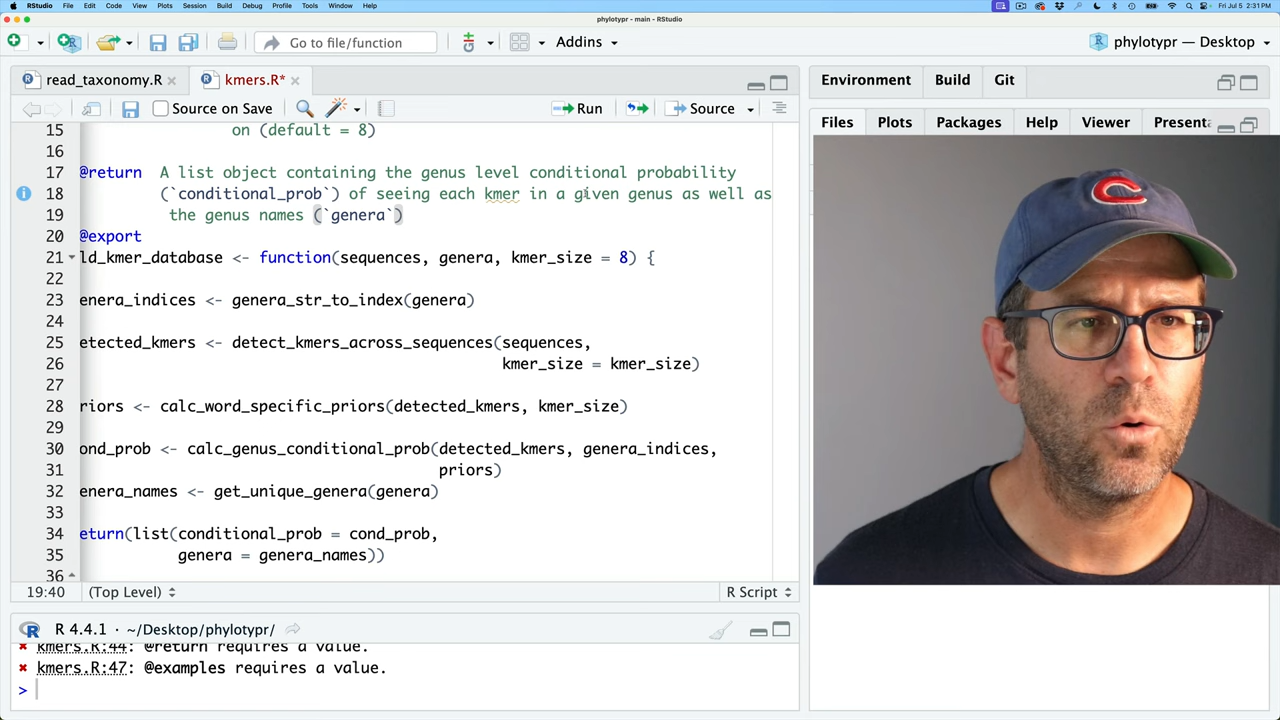 RStudio File Edit Code View Plots Session Build Debug Profile Tools Window Help Fri Jul 5 2:31 PM
phylotypr - main - RStudio
Go to file/function Addins phylotypr — Desktop
read_taxonomy.R kmers.R* Environment Build Git
Source on Save Run Source
Files Plots Packages Help Viewer Presenta
15 on (default = 8)
16
17 @return A list object containing the genus level conditional probability
18 (`conditional_prob`) of seeing each kmer in a given genus as well as
19 the genus names (`genera`)
20 @export
21 ld_kmer_database <- function(sequences, genera, kmer_size = 8) {
22
23 enera_indices <- genera_str_to_index(genera)
24
25 etected_kmers <- detect_kmers_across_sequences(sequences,
26 kmer_size = kmer_size)
27
28 riors <- calc_word_specific_priors(detected_kmers, kmer_size)
29
30 ond_prob <- calc_genus_conditional_prob(detected_kmers, genera_indices,
31 priors)
32 enera_names <- get_unique_genera(genera)
33
34 eturn(list(conditional_prob = cond_prob,
35 genera = genera_names))
36
19:40 (Top Level) R Script
R 4.4.1 · ~/Desktop/phylotypr/
kmers.R:44: @return requires a value.
kmers.R:47: @examples requires a value.
>
C